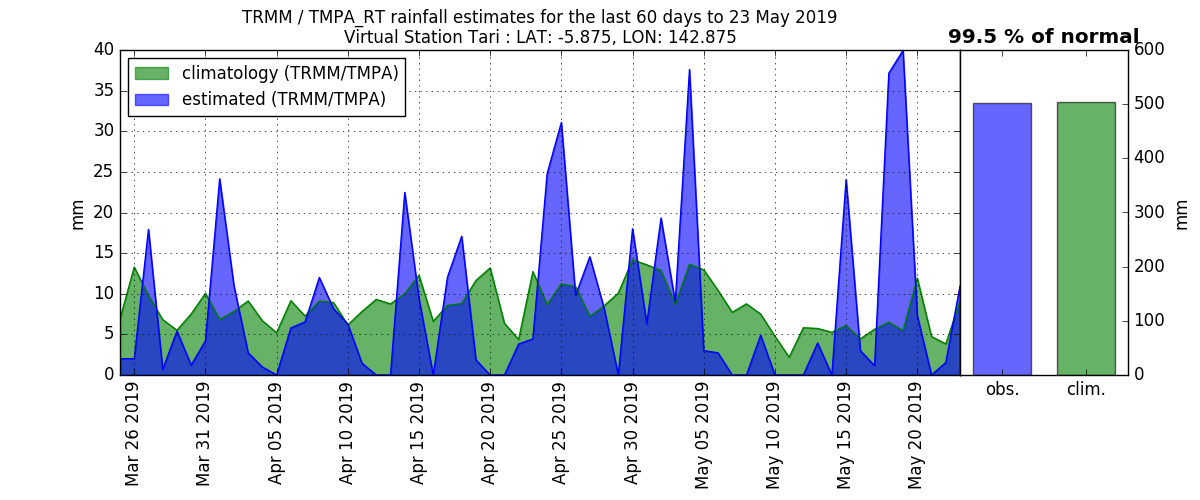 TRMM / TMPA_RT rainfall estimates for the last 60 days to 23 May 2019
Virtual Station Tari : LAT: -5.875, LON: 142.875
99.5 % of normal
climatology (TRMM/TMPA)
estimated (TRMM/TMPA)
mm
40
35
30
25
20
15
10
5
0
Mar 26 2019
Mar 31 2019
Apr 05 2019
Apr 10 2019
Apr 15 2019
Apr 20 2019
Apr 25 2019
Apr 30 2019
May 05 2019
May 10 2019
May 15 2019
May 20 2019
600
500
400
300
200
100
0
mm
obs.
clim.